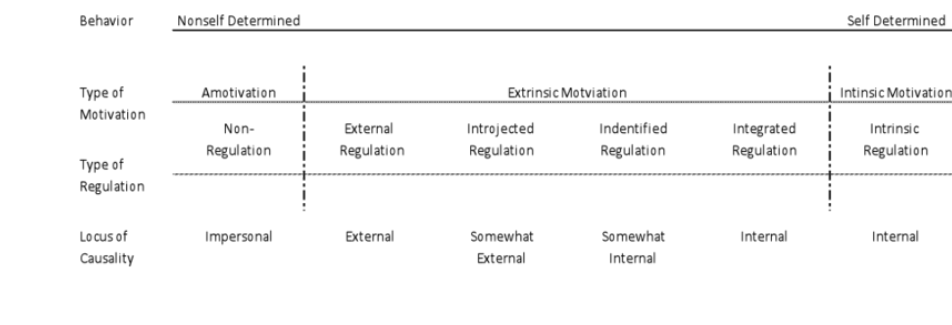 Behavior Nonself Determined Self Determined
Type of Amotivation Extrinsic Motviation Intinsic Motivation
Motivation
Non- External Introjected Indentified Integrated Intrinsic
Regulation Regulation Regulation Regulation Regulation Regulation
Type of
Regulation
Locus of Impersonal External Somewhat Somewhat Internal Internal
Causality External Internal